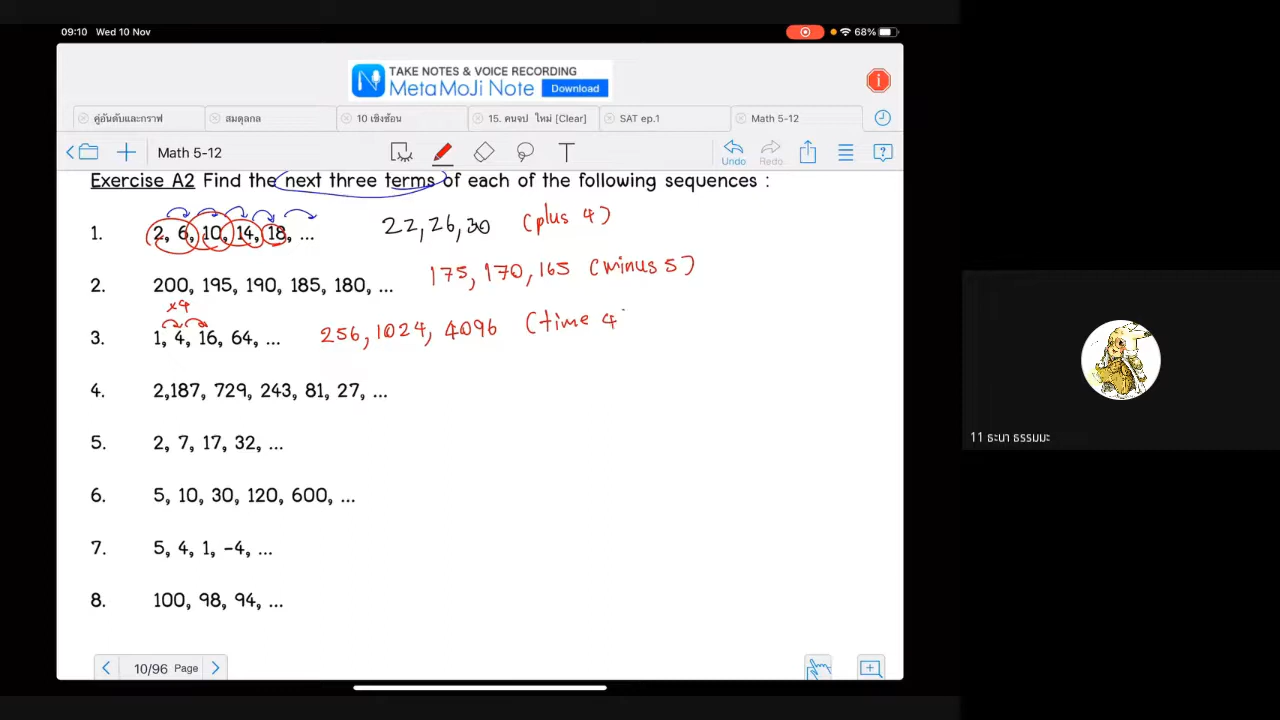 09:10 Wed 10 Nov 68%
TAKE NOTES & VOICE RECORDING
MetaMoJi Note Download
คู่อันดับและกราฟ สมดุลกล 10 เชิงซ้อน 15. คนจป ใหม่ [Clear] SAT ep.1 Math 5-12
Math 5-12 T Undo Redo
Exercise A2 Find the next three terms of each of the following sequences :
1. 2, 6, 10, 14, 18, ... 22, 26, 30 (plus 4)
2. 200, 195, 190, 185, 180, ... 175, 170, 165 (minus 5)
×4
3. 1, 4, 16, 64, ... 256, 1024, 4096 (time 4
4. 2,187, 729, 243, 81, 27, ...
5. 2, 7, 17, 32, ...
6. 5, 10, 30, 120, 600, ...
7. 5, 4, 1, -4, ...
8. 100, 98, 94, ...
10/96 Page
11 ธะนา ธรรมมะ